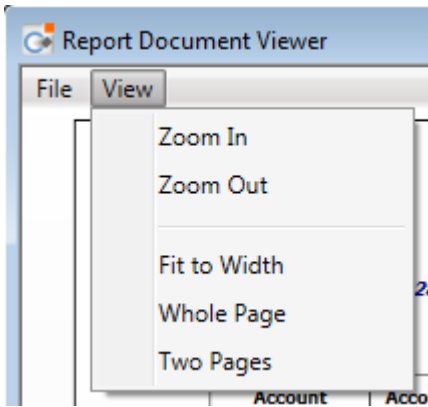 Report Document Viewer
File View
Zoom In
Zoom Out
Fit to Width
Whole Page
Two Pages
Account